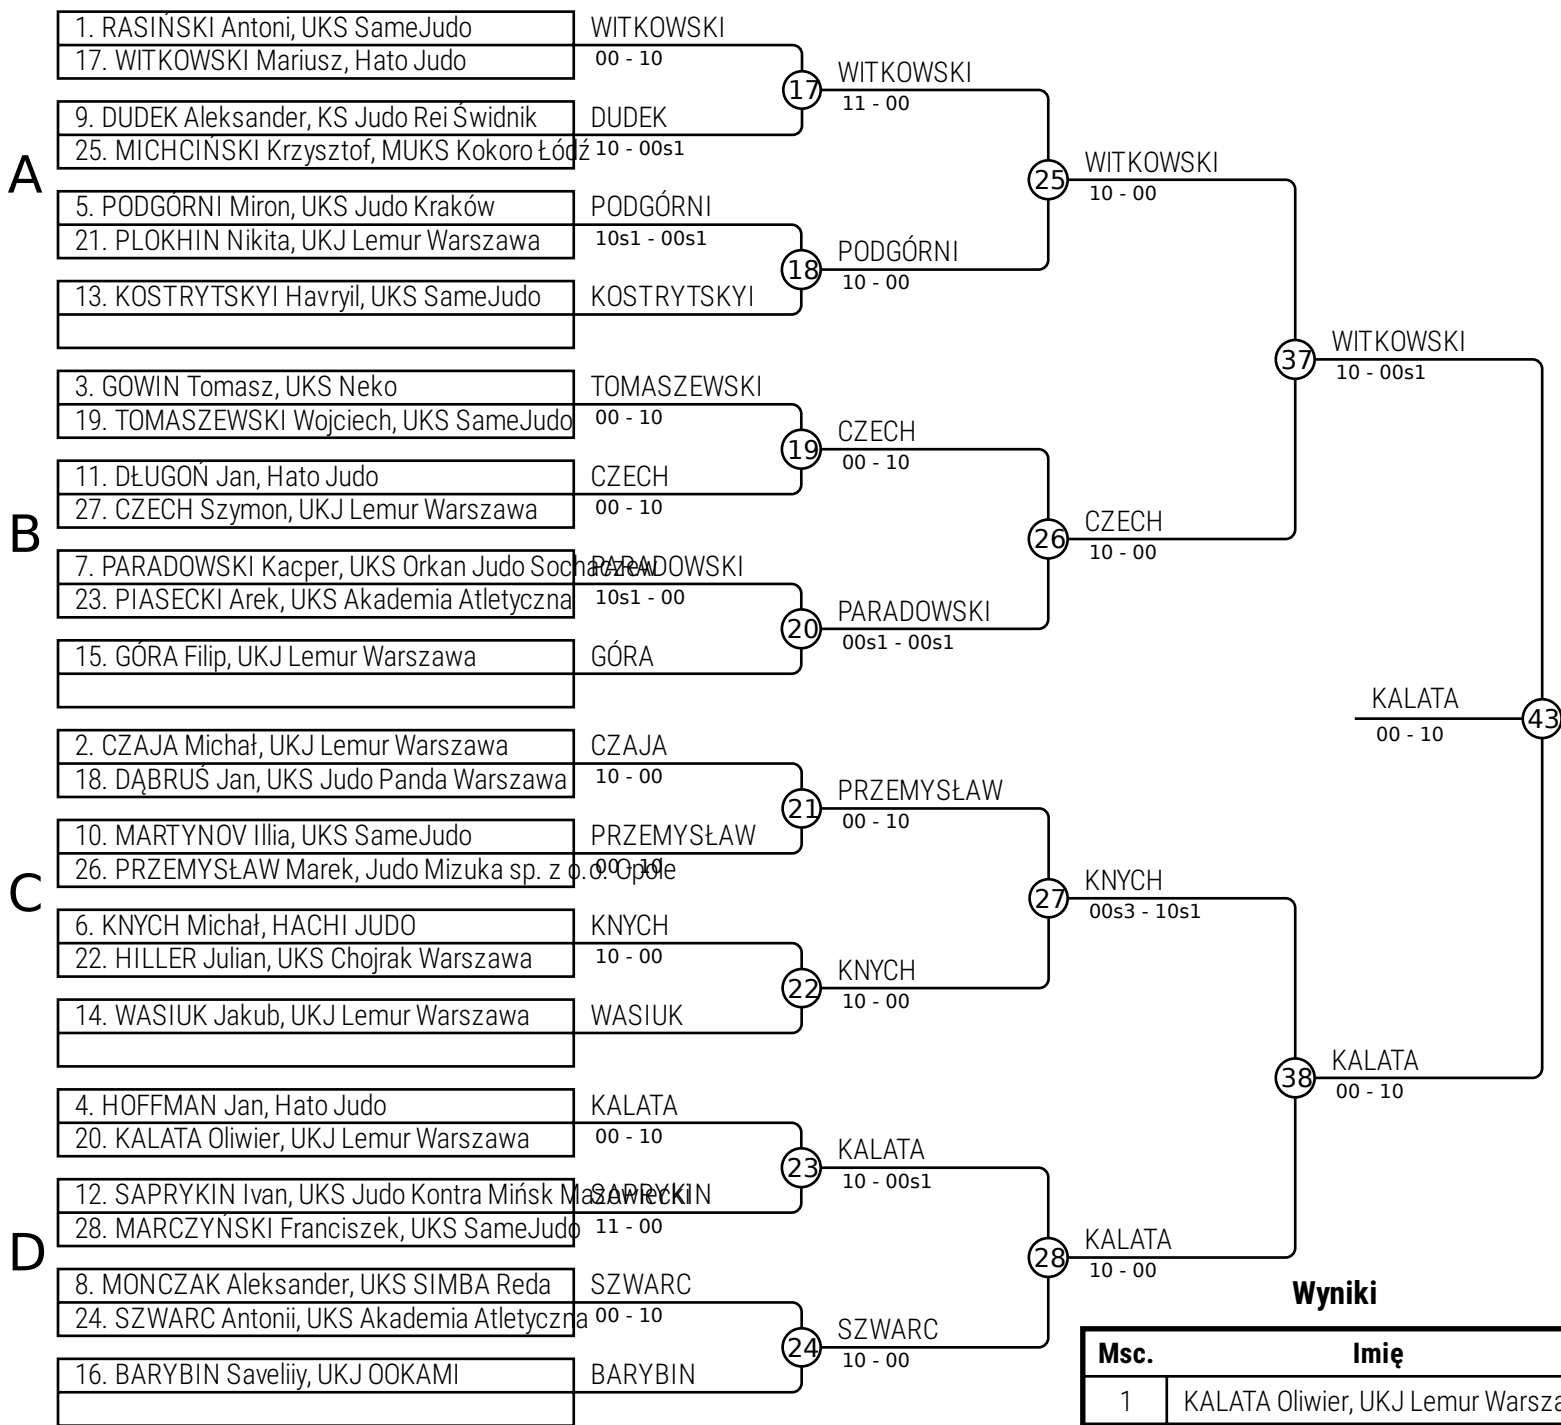 1. RASIŃSKI Antoni, UKS SameJudo
17. WITKOWSKI Mariusz, Hato Judo
WITKOWSKI
00 - 10
9. DUDEK Aleksander, KS Judo Rei Świdnik
25. MICHCIŃSKI Krzysztof, MUKS Kokoro Łódź
DUDEK
10 - 00s1
17
WITKOWSKI
11 - 00
A
5. PODGÓRNI Miron, UKS Judo Kraków
21. PLOKHIN Nikita, UKJ Lemur Warszawa
PODGÓRNI
10s1 - 00s1
13. KOSTRYTSKYI Havryil, UKS SameJudo
KOSTRYTSKYI
18
PODGÓRNI
10 - 00
25
WITKOWSKI
10 - 00
3. GOWIN Tomasz, UKS Neko
19. TOMASZEWSKI Wojciech, UKS SameJudo
TOMASZEWSKI
00 - 10
11. DŁUGOŃ Jan, Hato Judo
27. CZECH Szymon, UKJ Lemur Warszawa
CZECH
00 - 10
19
CZECH
00 - 10
B
7. PARADOWSKI Kacper, UKS Orkan Judo Sochaczew
23. PIASECKI Arek, UKS Akademia Atletyczna
PARADOWSKI
10s1 - 00
15. GÓRA Filip, UKJ Lemur Warszawa
GÓRA
20
PARADOWSKI
00s1 - 00s1
26
CZECH
10 - 00
37
WITKOWSKI
10 - 00s1
2. CZAJA Michał, UKJ Lemur Warszawa
18. DĄBRUŚ Jan, UKS Judo Panda Warszawa
CZAJA
10 - 00
10. MARTYNOV Illia, UKS SameJudo
26. PRZEMYSŁAW Marek, Judo Mizuka sp. z o.o. Opole
PRZEMYSŁAW
00 - 10
21
PRZEMYSŁAW
00 - 10
C
6. KNYCH Michał, HACHI JUDO
22. HILLER Julian, UKS Chojrak Warszawa
KNYCH
10 - 00
14. WASIUK Jakub, UKJ Lemur Warszawa
WASIUK
22
KNYCH
10 - 00
27
KNYCH
00s3 - 10s1
4. HOFFMAN Jan, Hato Judo
20. KALATA Oliwier, UKJ Lemur Warszawa
KALATA
00 - 10
12. SAPRYKIN Ivan, UKS Judo Kontra Mińsk Mazowiecki
28. MARCZYŃSKI Franciszek, UKS SameJudo
SAPRYKIN
11 - 00
23
KALATA
10 - 00s1
D
8. MONCZAK Aleksander, UKS SIMBA Reda
24. SZWARC Antonii, UKS Akademia Atletyczna
SZWARC
00 - 10
16. BARYBIN Saveliiy, UKJ OOKAMI
BARYBIN
24
SZWARC
10 - 00
28
KALATA
10 - 00
38
KALATA
00 - 10
KALATA
00 - 10
43
Wyniki
Msc. Imię
1 KALATA Oliwier, UKJ Lemur Warsza